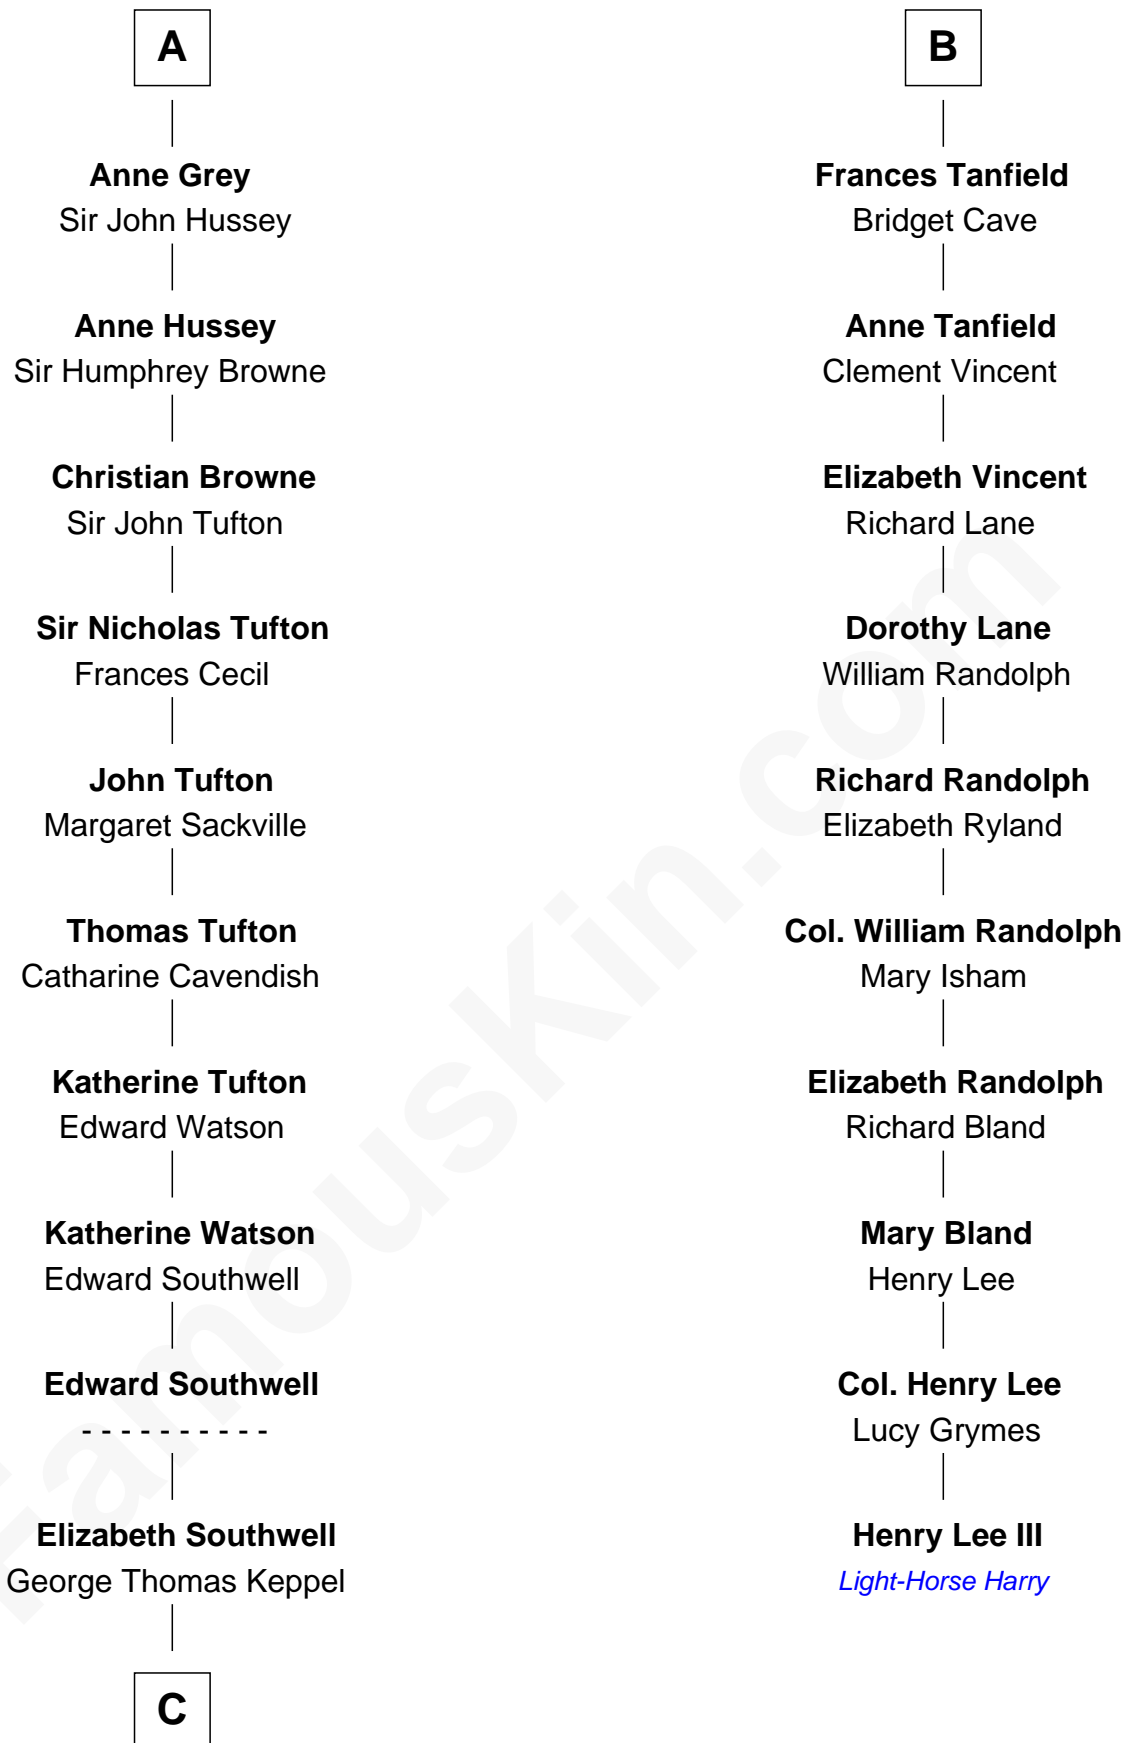 A
Anne Grey
Sir John Hussey
Anne Hussey
Sir Humphrey Browne
Christian Browne
Sir John Tufton
Sir Nicholas Tufton
Frances Cecil
John Tufton
Margaret Sackville
Thomas Tufton
Catharine Cavendish
Katherine Tufton
Edward Watson
Katherine Watson
Edward Southwell
Edward Southwell
- - - - - - - - - -
Elizabeth Southwell
George Thomas Keppel
C
B
Frances Tanfield
Bridget Cave
Anne Tanfield
Clement Vincent
Elizabeth Vincent
Richard Lane
Dorothy Lane
William Randolph
Richard Randolph
Elizabeth Ryland
Col. William Randolph
Mary Isham
Elizabeth Randolph
Richard Bland
Mary Bland
Henry Lee
Col. Henry Lee
Lucy Grymes
Henry Lee III
Light-Horse Harry
FamousKin.com